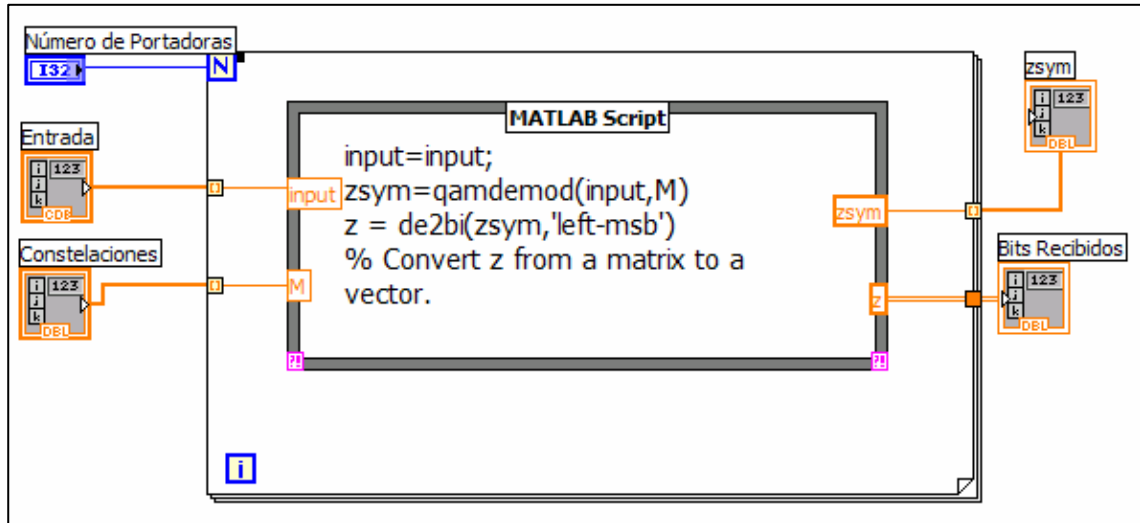 Número de Portadoras
I32
N
zsym
i 123
j
k
DBL
Entrada
i 123
j
k
CDB
MATLAB Script
input=input;
zsym=qamdemod(input,M)
z = de2bi(zsym,'left-msb')
% Convert z from a matrix to a
vector.
input
zsym
Constelaciones
i 123
j
k
DBL
M
z
Bits Recibidos
i 123
j
k
DBL
?!
?!
i